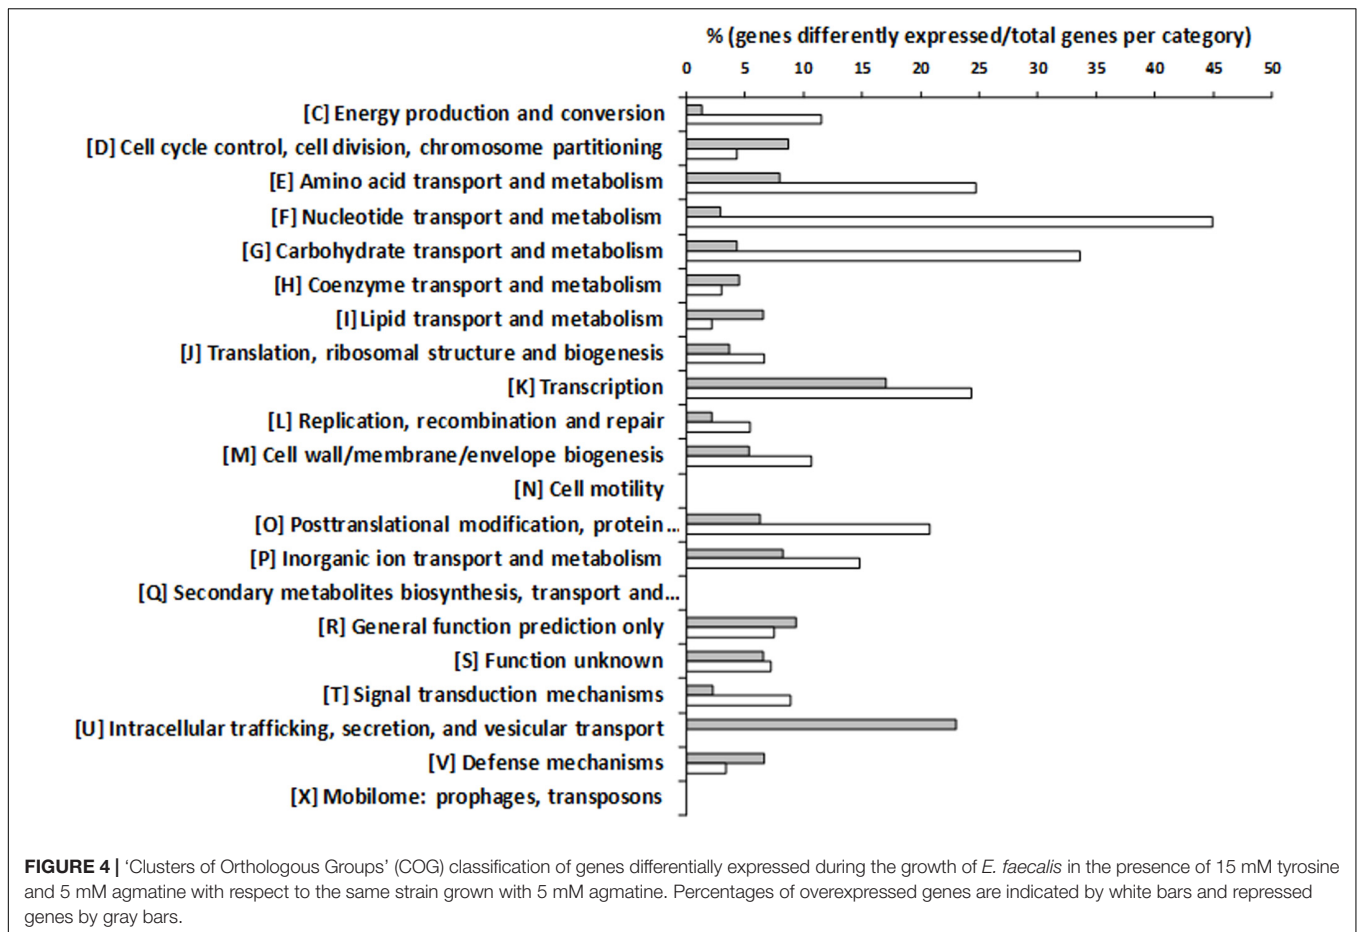 % (genes differently expressed/total genes per category)
0 5 10 15 20 25 30 35 40 45 50
[C] Energy production and conversion
[D] Cell cycle control, cell division, chromosome partitioning
[E] Amino acid transport and metabolism
[F] Nucleotide transport and metabolism
[G] Carbohydrate transport and metabolism
[H] Coenzyme transport and metabolism
[I] Lipid transport and metabolism
[J] Translation, ribosomal structure and biogenesis
[K] Transcription
[L] Replication, recombination and repair
[M] Cell wall/membrane/envelope biogenesis
[N] Cell motility
[O] Posttranslational modification, protein...
[P] Inorganic ion transport and metabolism
[Q] Secondary metabolites biosynthesis, transport and...
[R] General function prediction only
[S] Function unknown
[T] Signal transduction mechanisms
[U] Intracellular trafficking, secretion, and vesicular transport
[V] Defense mechanisms
[X] Mobilome: prophages, transposons
FIGURE 4 | ‘Clusters of Orthologous Groups’ (COG) classification of genes differentially expressed during the growth of E. faecalis in the presence of 15 mM tyrosine
and 5 mM agmatine with respect to the same strain grown with 5 mM agmatine. Percentages of overexpressed genes are indicated by white bars and repressed
genes by gray bars.